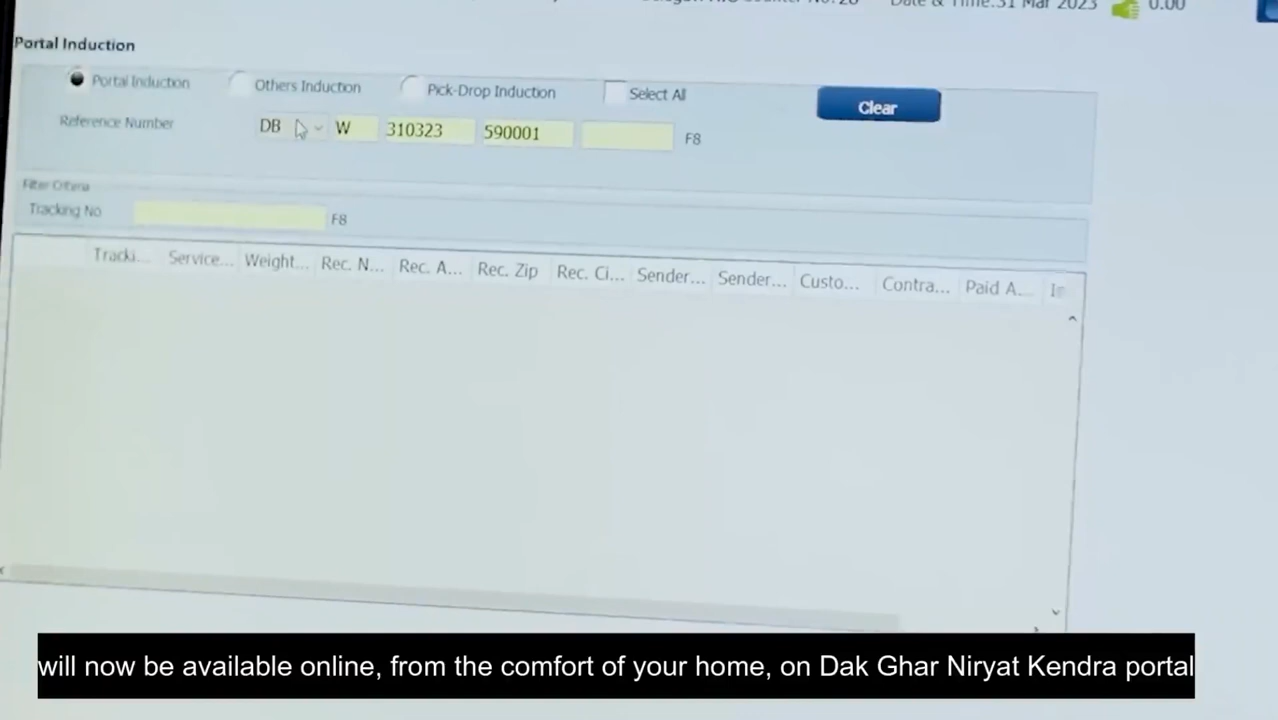 Date & Time:31 Mar 2023 0.00
Portal Induction
Portal Induction Others Induction Pick-Drop Induction Select All Clear
Reference Number DB W 310323 590001 F8
Filter Criteria
Tracking No F8
Tracki... Service... Weight... Rec. N... Rec. A... Rec. Zip Rec. Ci... Sender... Sender... Custo... Contra... Paid A...
will now be available online, from the comfort of your home, on Dak Ghar Niryat Kendra portal